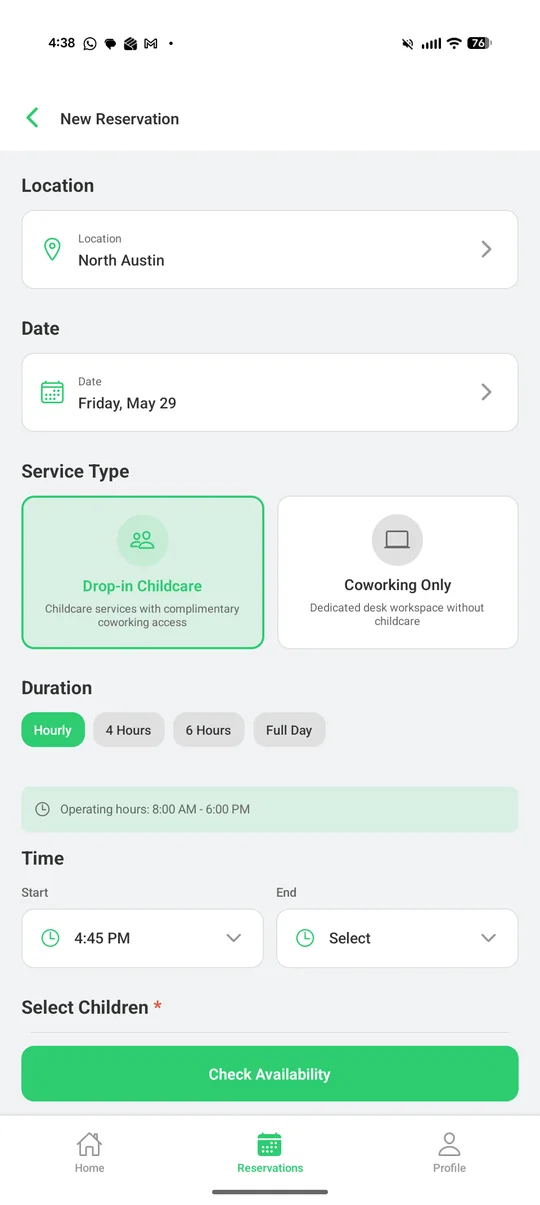 4:38
76
New Reservation
Location
Location
North Austin
Date
Date
Friday, May 29
Service Type
Drop-in Childcare
Childcare services with complimentary
coworking access
Coworking Only
Dedicated desk workspace without
childcare
Duration
Hourly
4 Hours
6 Hours
Full Day
Operating hours: 8:00 AM - 6:00 PM
Time
Start
End
4:45 PM
Select
Select Children *
Check Availability
Home
Reservations
Profile